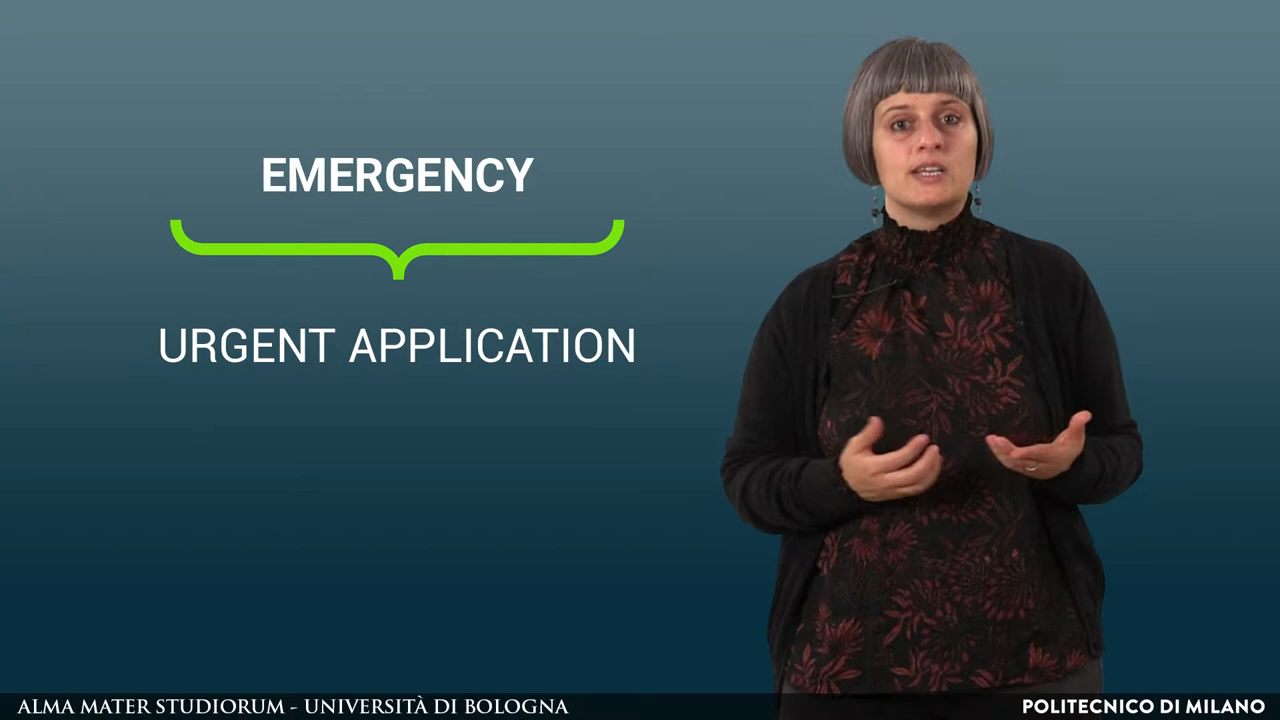 EMERGENCY
URGENT APPLICATION
ALMA MATER STUDIORUM - UNIVERSITÀ DI BOLOGNA
POLITECNICO DI MILANO